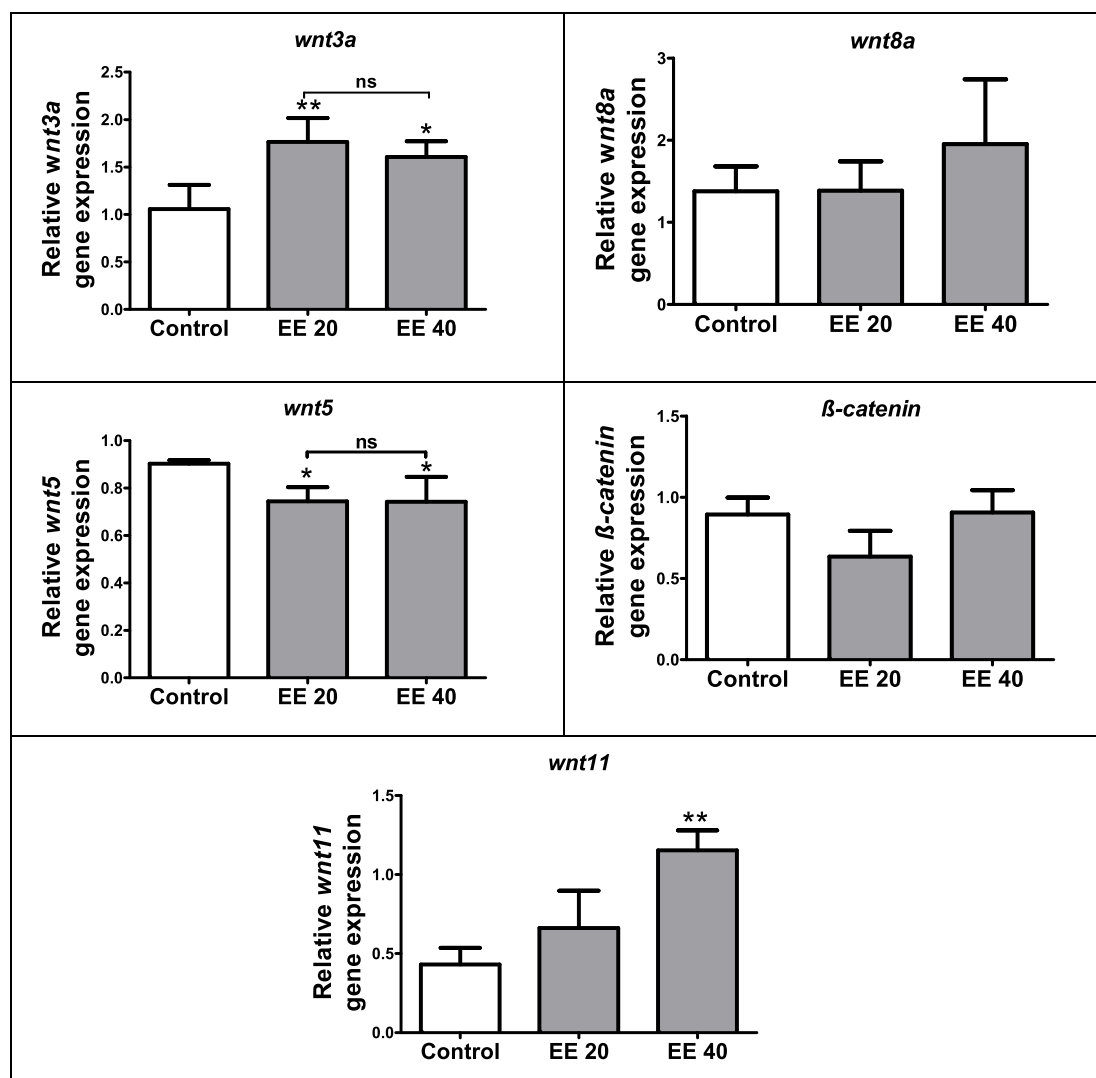 wnt3a
Relative wnt3a
gene expression
2.5
2.0
1.5
1.0
0.5
0.0
ns
**
*
Control EE 20 EE 40
wnt8a
Relative wnt8a
gene expression
3
2
1
0
Control EE 20 EE 40
wnt5
Relative wnt5
gene expression
1.0
0.8
0.6
0.4
0.2
0.0
ns
* *
Control EE 20 EE 40
ß-catenin
Relative ß-catenin
gene expression
1.5
1.0
0.5
0.0
Control EE 20 EE 40
wnt11
Relative wnt11
gene expression
1.5
1.0
0.5
0.0
**
Control EE 20 EE 40